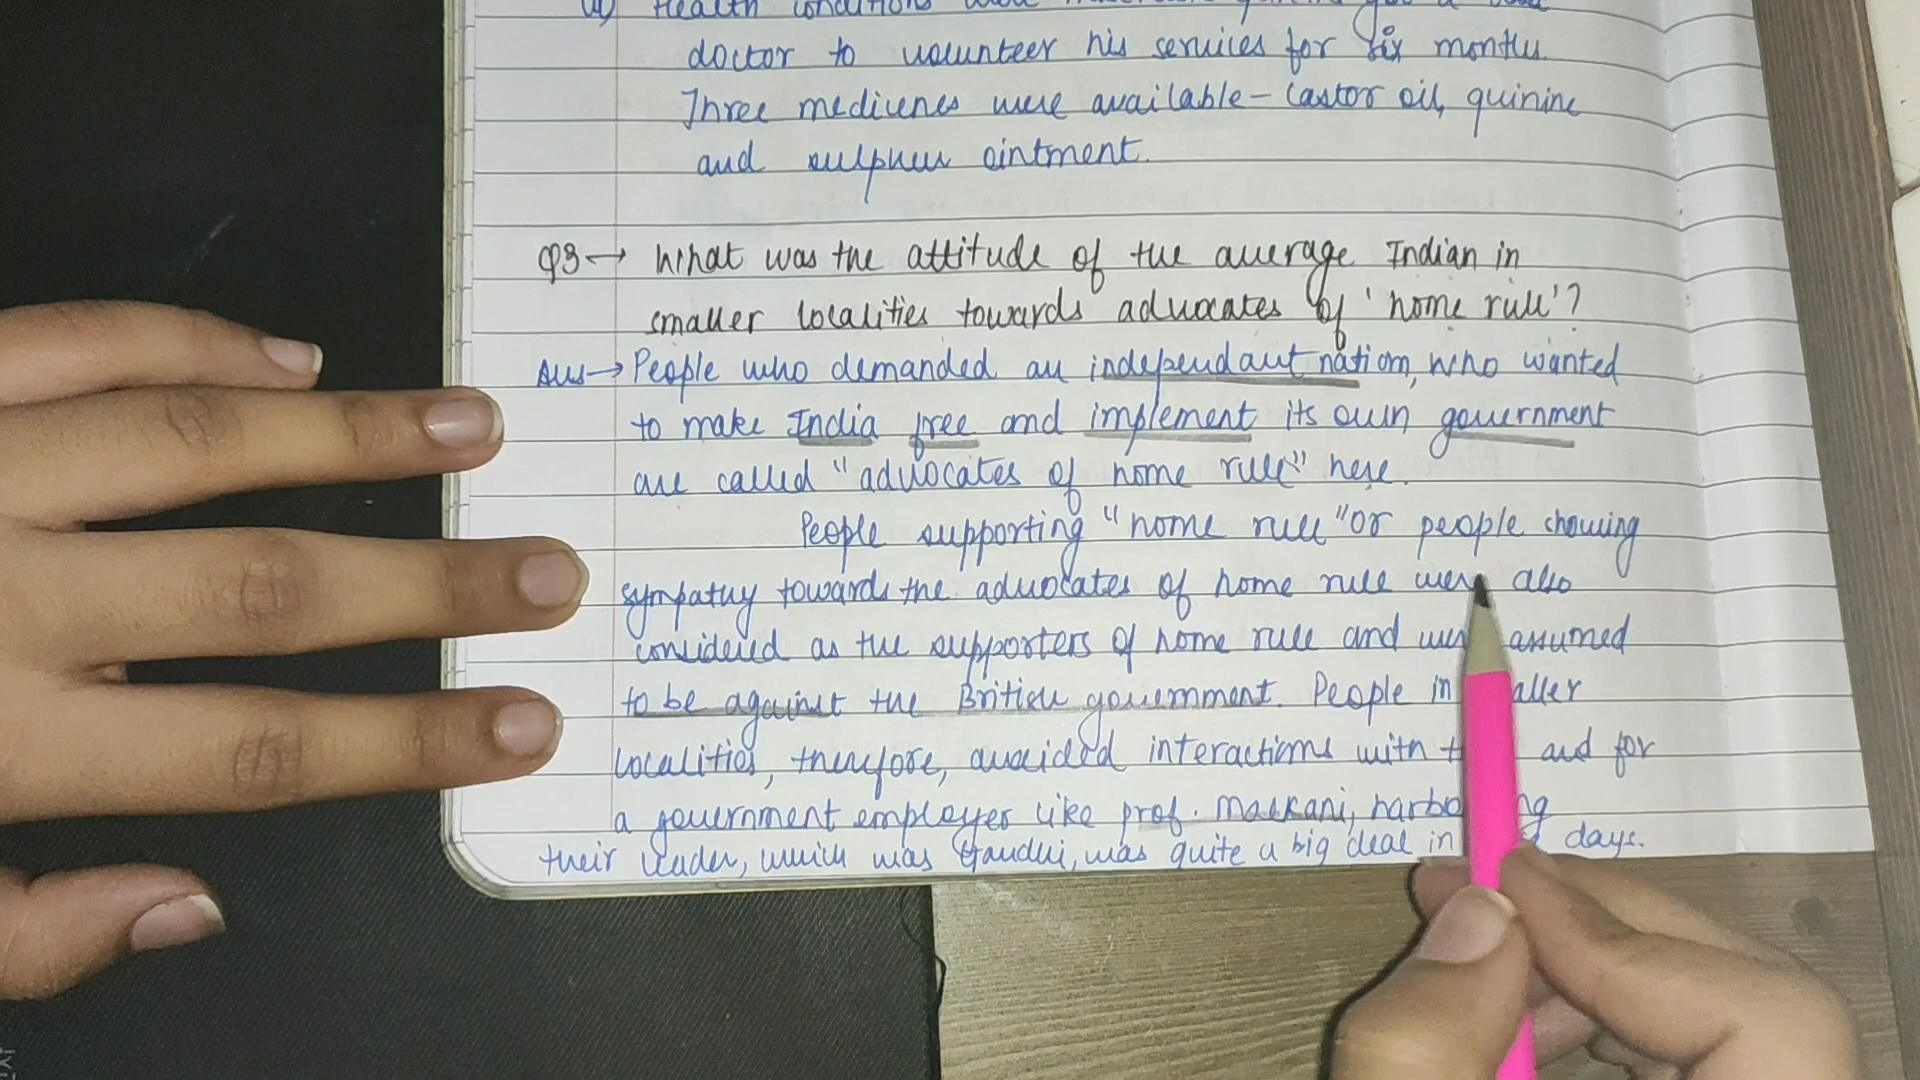 doctor to volunteer his services for six months.
Three medicines were available - Castor oil, quinine
and sulphur ointment.
Q3→ What was the attitude of the average Indian in
smaller localities towards advocates of 'home rule'?
Ans→ People who demanded an independant nation, who wanted
to make India free and implement its own government
are called "advocates of home rule" here.
People supporting "home rule" or people showing
sympathy towards the advocates of home rule were also
considered as the supporters of home rule and were assumed
to be against the British government. People in
localities, therefore, avoided interactions with and for
a government employer like prof. Malkani,
their leader, which was Gandhi, was quite a big deal in days.